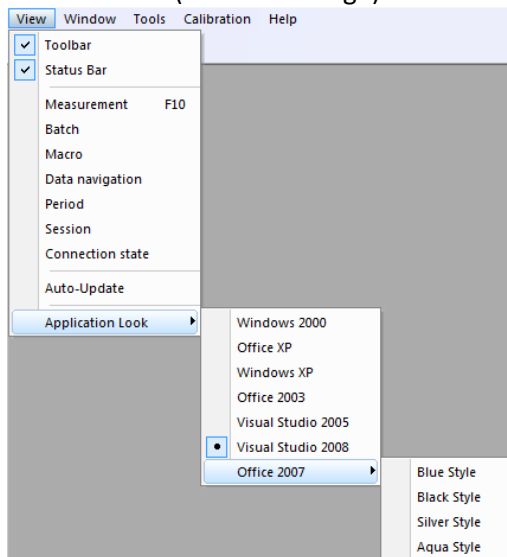 View Window Tools Calibration Help
Toolbar
Status Bar
Measurement F10
Batch
Macro
Data navigation
Period
Session
Connection state
Auto-Update
Application Look
Windows 2000
Office XP
Windows XP
Office 2003
Visual Studio 2005
Visual Studio 2008
Office 2007
Blue Style
Black Style
Silver Style
Aqua Style